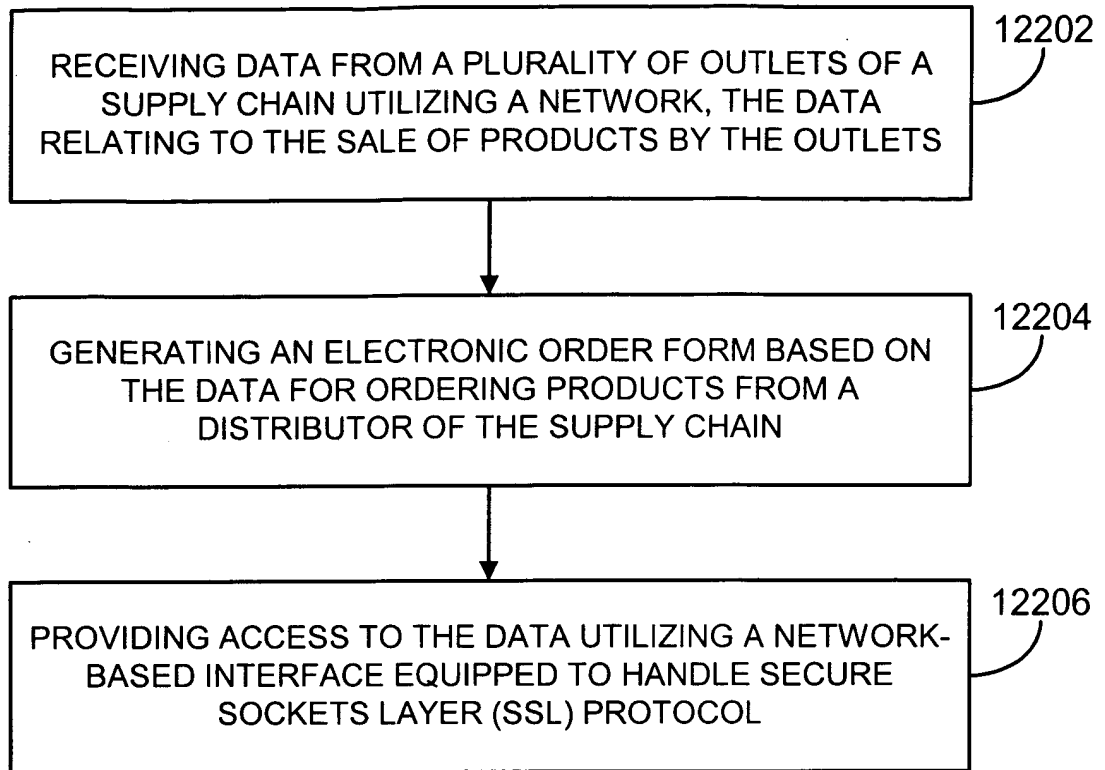 12202
RECEIVING DATA FROM A PLURALITY OF OUTLETS OF A
SUPPLY CHAIN UTILIZING A NETWORK, THE DATA
RELATING TO THE SALE OF PRODUCTS BY THE OUTLETS
12204
GENERATING AN ELECTRONIC ORDER FORM BASED ON
THE DATA FOR ORDERING PRODUCTS FROM A
DISTRIBUTOR OF THE SUPPLY CHAIN
12206
PROVIDING ACCESS TO THE DATA UTILIZING A NETWORK-
BASED INTERFACE EQUIPPED TO HANDLE SECURE
SOCKETS LAYER (SSL) PROTOCOL